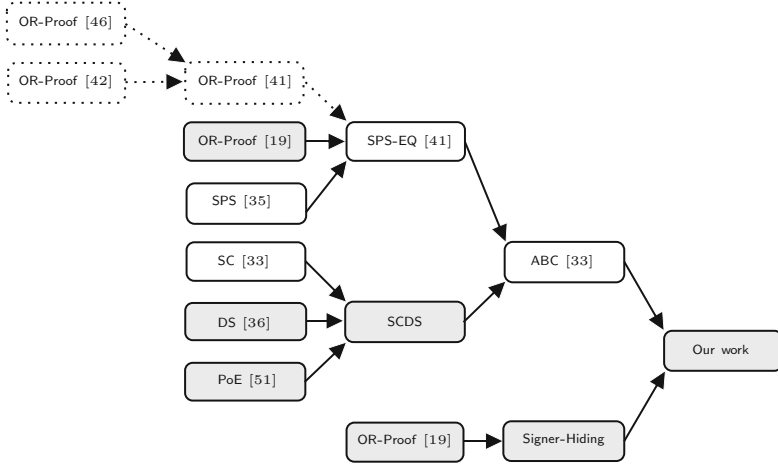 OR-Proof [46]
OR-Proof [42]
OR-Proof [41]
OR-Proof [19]
SPS-EQ [41]
SPS [35]
SC [33]
ABC [33]
DS [36]
SCDS
Our work
PoE [51]
OR-Proof [19]
Signer-Hiding